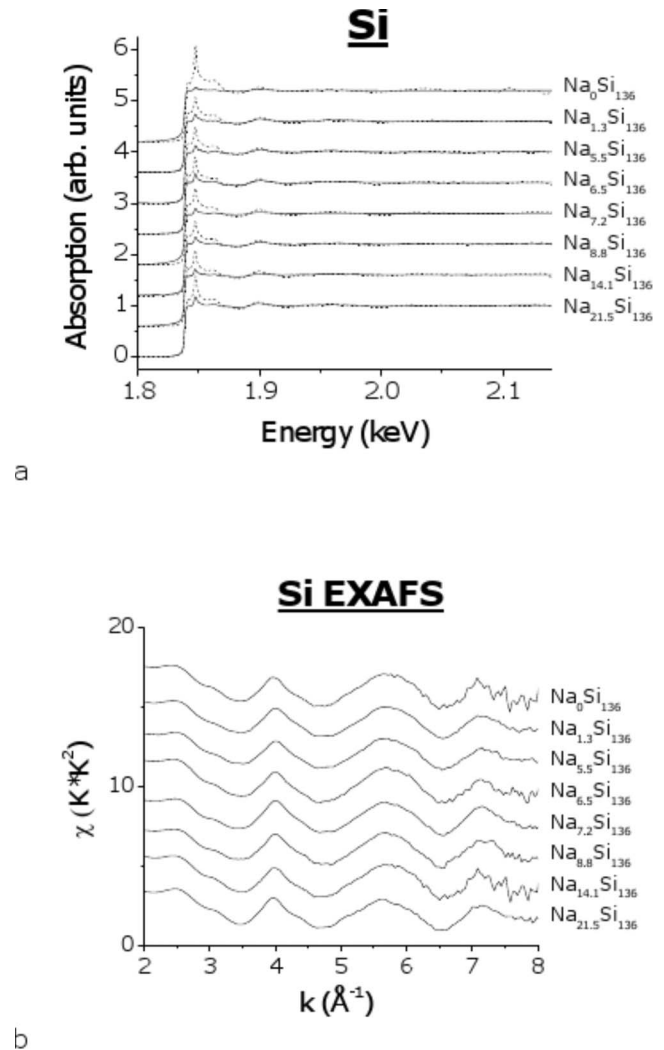 Si
Absorption (arb. units)
6
5
4
3
2
1
0
Na0Si136
Na1.3Si136
Na5.5Si136
Na6.5Si136
Na7.2Si136
Na8.8Si136
Na14.1Si136
Na21.5Si136
1.8 1.9 2.0 2.1
Energy (keV)
a
Si EXAFS
χ (K*K²)
20
10
0
Na0Si136
Na1.3Si136
Na5.5Si136
Na6.5Si136
Na7.2Si136
Na8.8Si136
Na14.1Si136
Na21.5Si136
2 3 4 5 6 7 8
k (Å⁻¹)
b